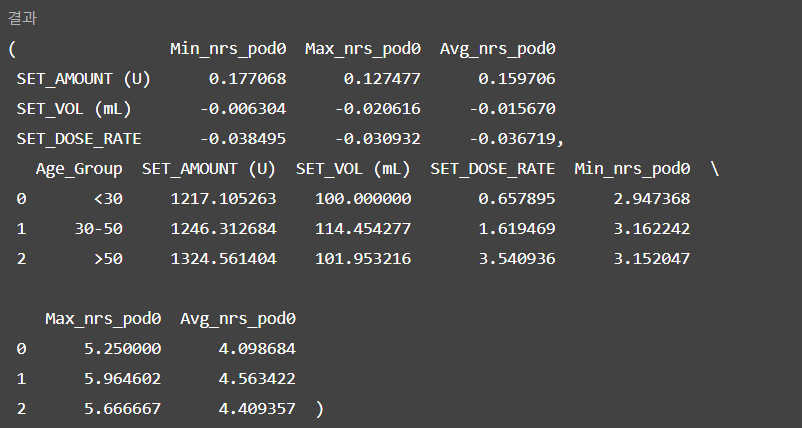 결과
( Min_nrs_pod0 Max_nrs_pod0 Avg_nrs_pod0
SET_AMOUNT (U) 0.177068 0.127477 0.159706
SET_VOL (mL) -0.006304 -0.020616 -0.015670
SET_DOSE_RATE -0.038495 -0.030932 -0.036719,
Age_Group SET_AMOUNT (U) SET_VOL (mL) SET_DOSE_RATE Min_nrs_pod0 \
0 <30 1217.105263 100.000000 0.657895 2.947368
1 30-50 1246.312684 114.454277 1.619469 3.162242
2 >50 1324.561404 101.953216 3.540936 3.152047
Max_nrs_pod0 Avg_nrs_pod0
0 5.250000 4.098684
1 5.964602 4.563422
2 5.666667 4.409357 )